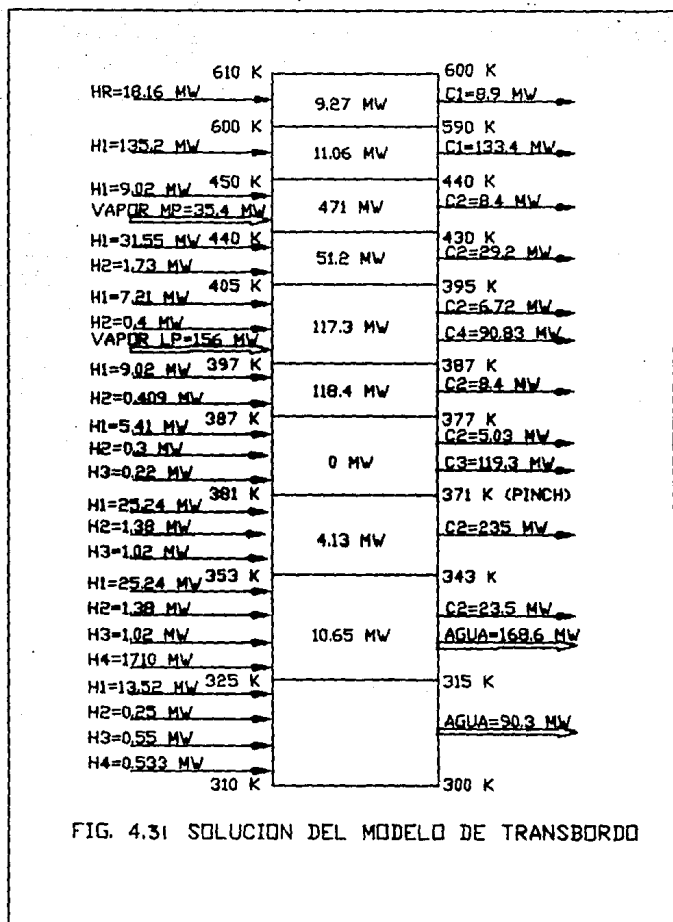 610 K 600 K
HR=18.16 MW 9.27 MW C1=8.9 MW
600 K 590 K
H1=135.2 MW 11.06 MW C1=133.4 MW
450 K 440 K
H1=9.02 MW
VAPOR MP=35.4 MW 471 MW C2=8.4 MW
H1=31.55 MW 440 K 430 K
H2=1.73 MW 51.2 MW C2=29.2 MW
405 K 395 K
H1=7.21 MW C2=6.72 MW
H2=0.4 MW 117.3 MW C4=90.83 MW
VAPOR LP=156 MW
397 K 387 K
H1=9.02 MW 118.4 MW C2=8.4 MW
H2=0.409 MW
387 K 377 K
H1=5.41 MW C2=5.03 MW
H2=0.3 MW
H3=0.22 MW 0 MW C3=119.3 MW
381 K 371 K (PINCH)
H1=25.24 MW
H2=1.38 MW 4.13 MW C2=235 MW
H3=1.02 MW
H1=25.24 MW 353 K 343 K
H2=1.38 MW C2=23.5 MW
H3=1.02 MW 10.65 MW AGUA=168.6 MW
H4=1710 MW
H1=13.52 MW 325 K 315 K
H2=0.25 MW
H3=0.55 MW AGUA=90.3 MW
H4=0.533 MW
310 K 300 K
FIG. 4.31 SOLUCION DEL MODELO DE TRANSBORDO